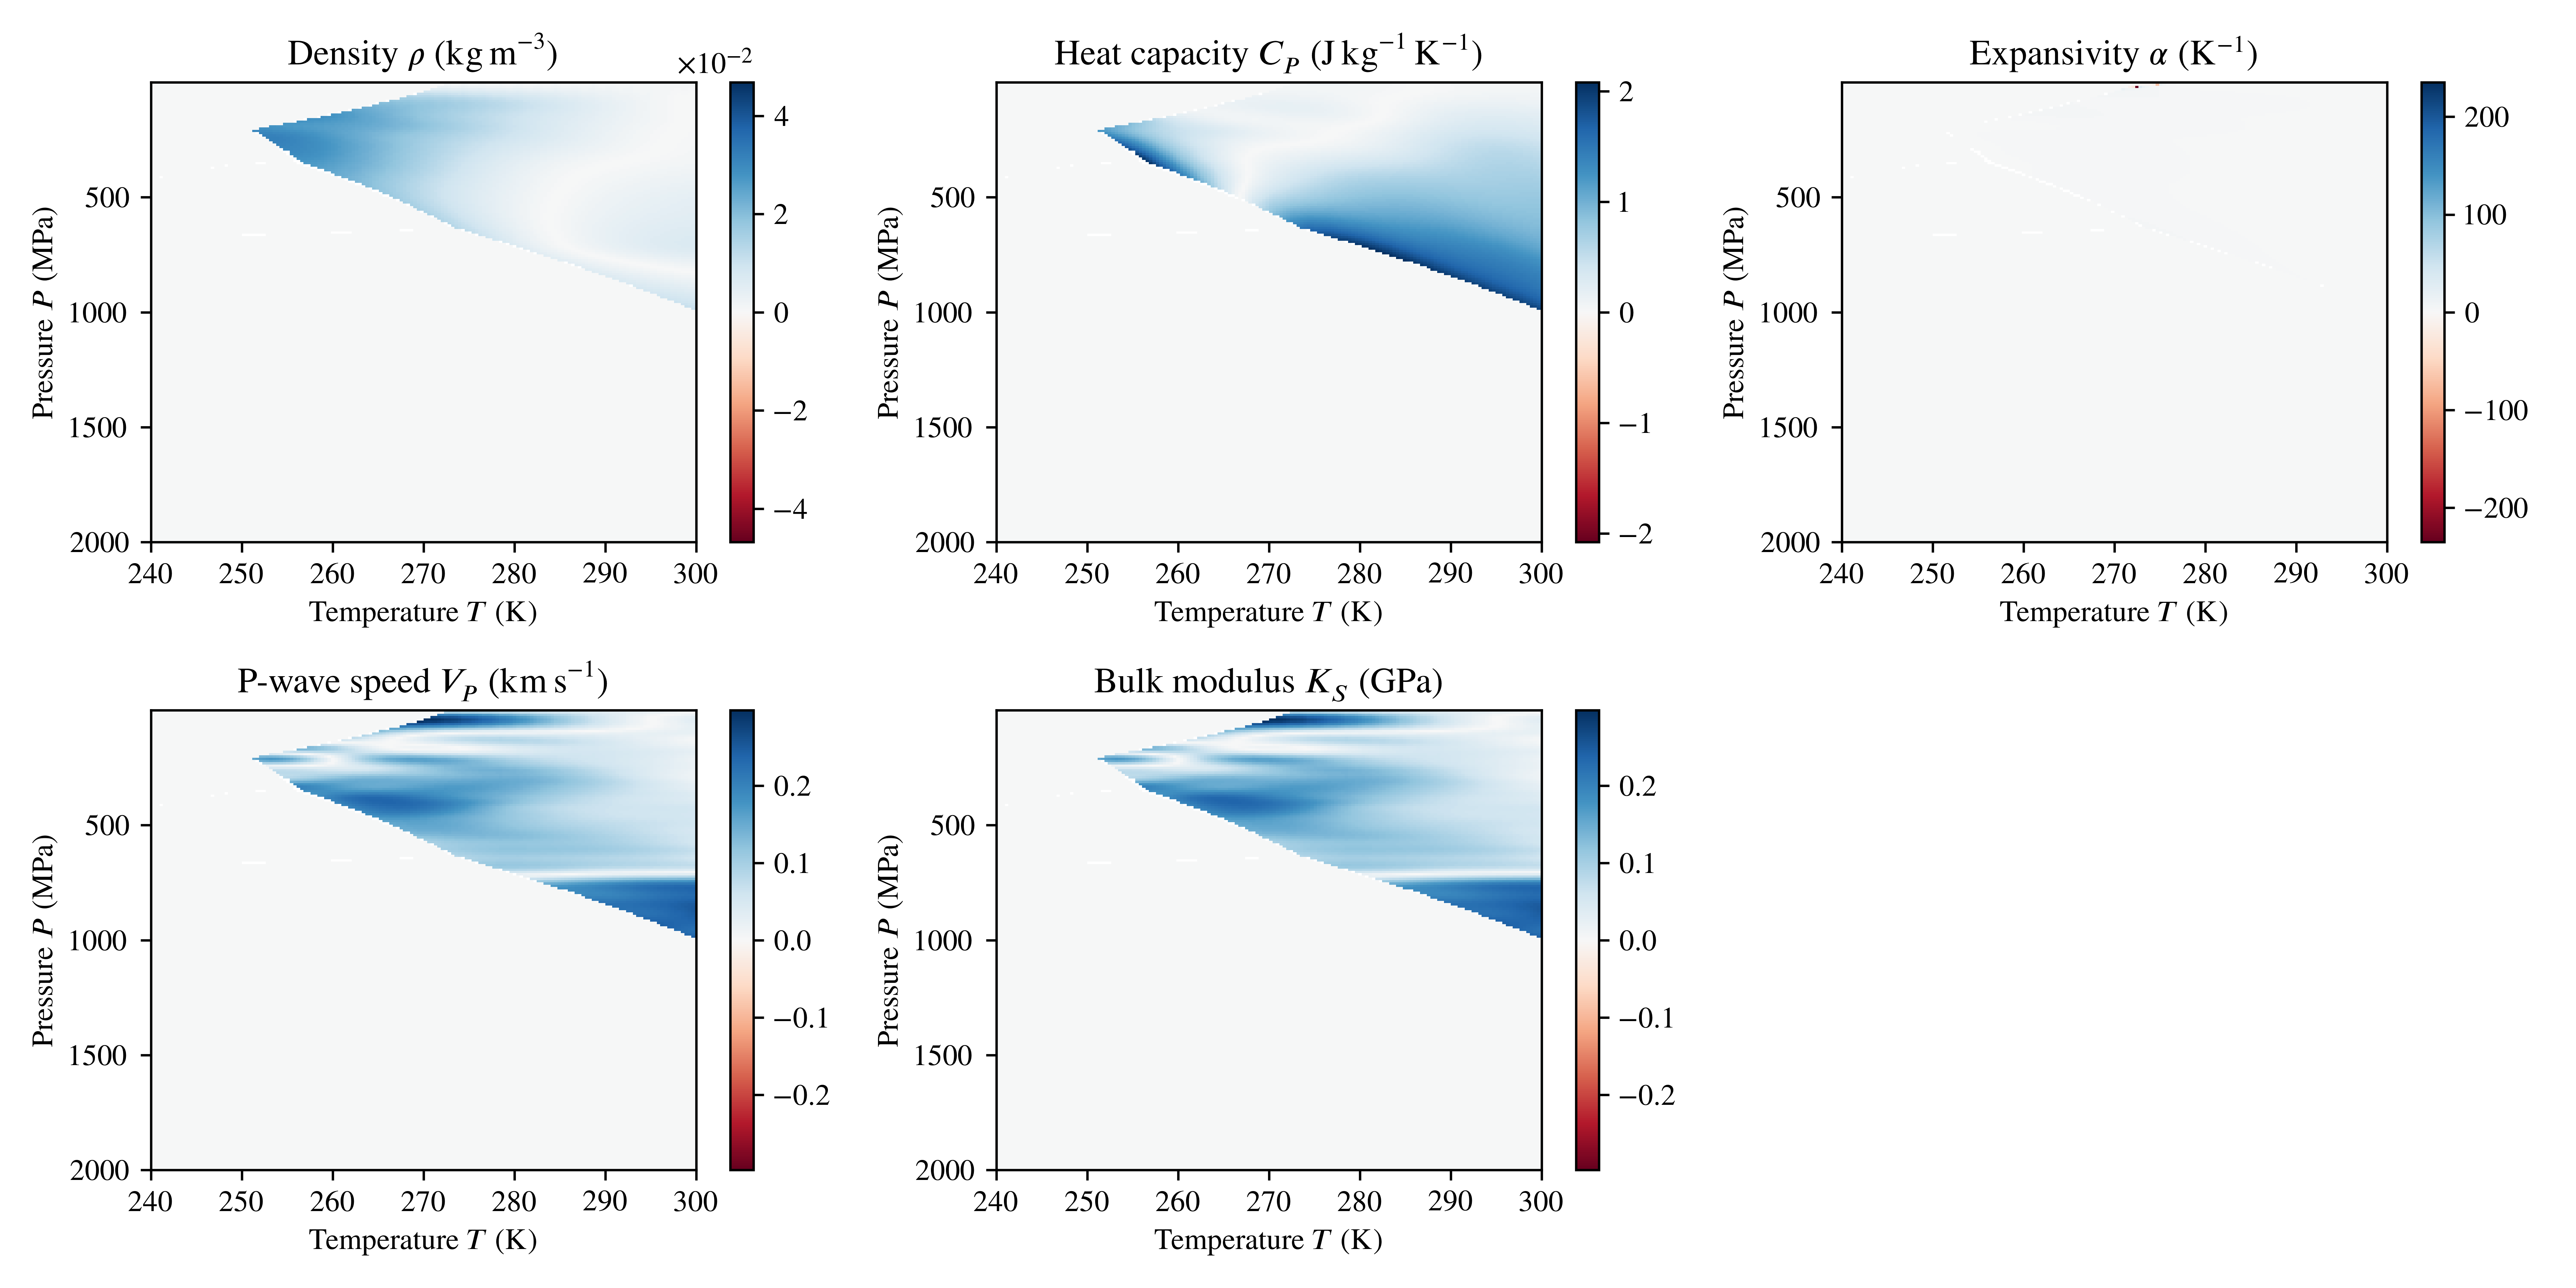 Density ρ (kg m⁻³)
×10⁻²
Pressure P (MPa)
500
1000
1500
2000
240 250 260 270 280 290 300
Temperature T (K)
4
2
0
−2
−4
Heat capacity C_P (J kg⁻¹ K⁻¹)
Pressure P (MPa)
500
1000
1500
2000
240 250 260 270 280 290 300
Temperature T (K)
2
1
0
−1
−2
Expansivity α (K⁻¹)
Pressure P (MPa)
500
1000
1500
2000
240 250 260 270 280 290 300
Temperature T (K)
200
100
0
−100
−200
P-wave speed V_P (km s⁻¹)
Pressure P (MPa)
500
1000
1500
2000
240 250 260 270 280 290 300
Temperature T (K)
0.2
0.1
0.0
−0.1
−0.2
Bulk modulus K_S (GPa)
Pressure P (MPa)
500
1000
1500
2000
240 250 260 270 280 290 300
Temperature T (K)
0.2
0.1
0.0
−0.1
−0.2